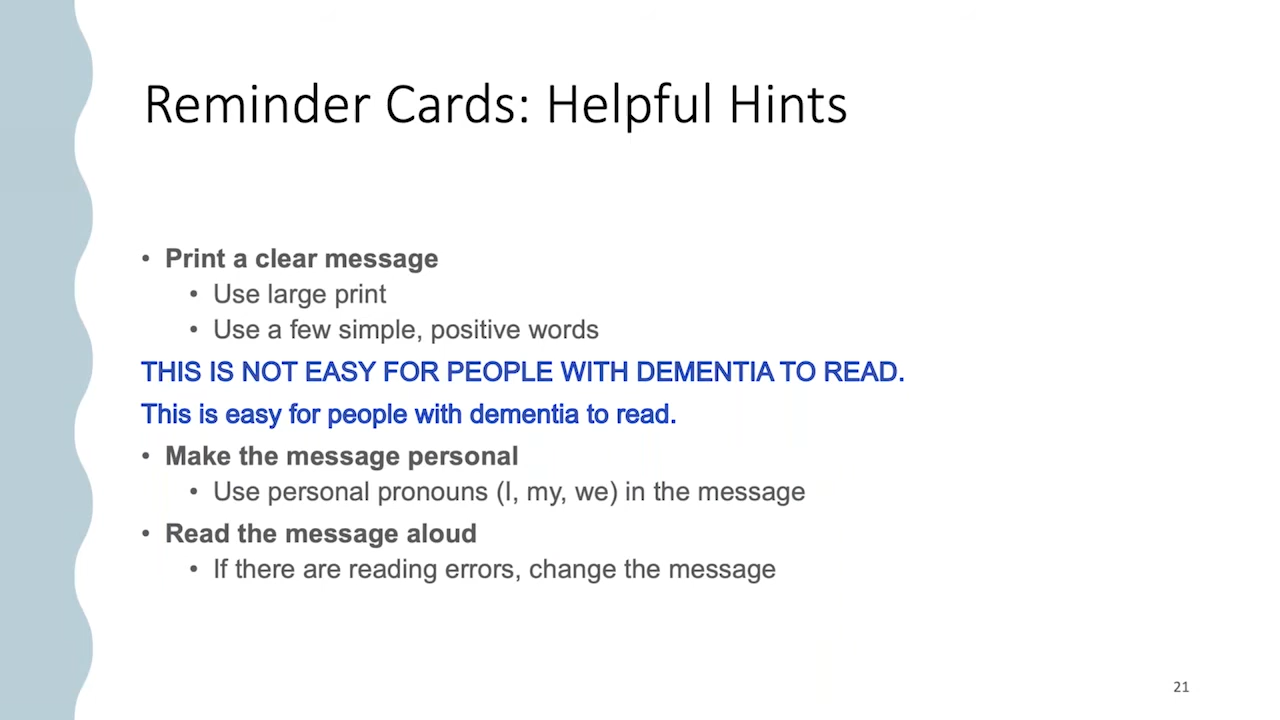 Reminder Cards: Helpful Hints
• Print a clear message
• Use large print
• Use a few simple, positive words
THIS IS NOT EASY FOR PEOPLE WITH DEMENTIA TO READ.
This is easy for people with dementia to read.
• Make the message personal
• Use personal pronouns (I, my, we) in the message
• Read the message aloud
• If there are reading errors, change the message
21